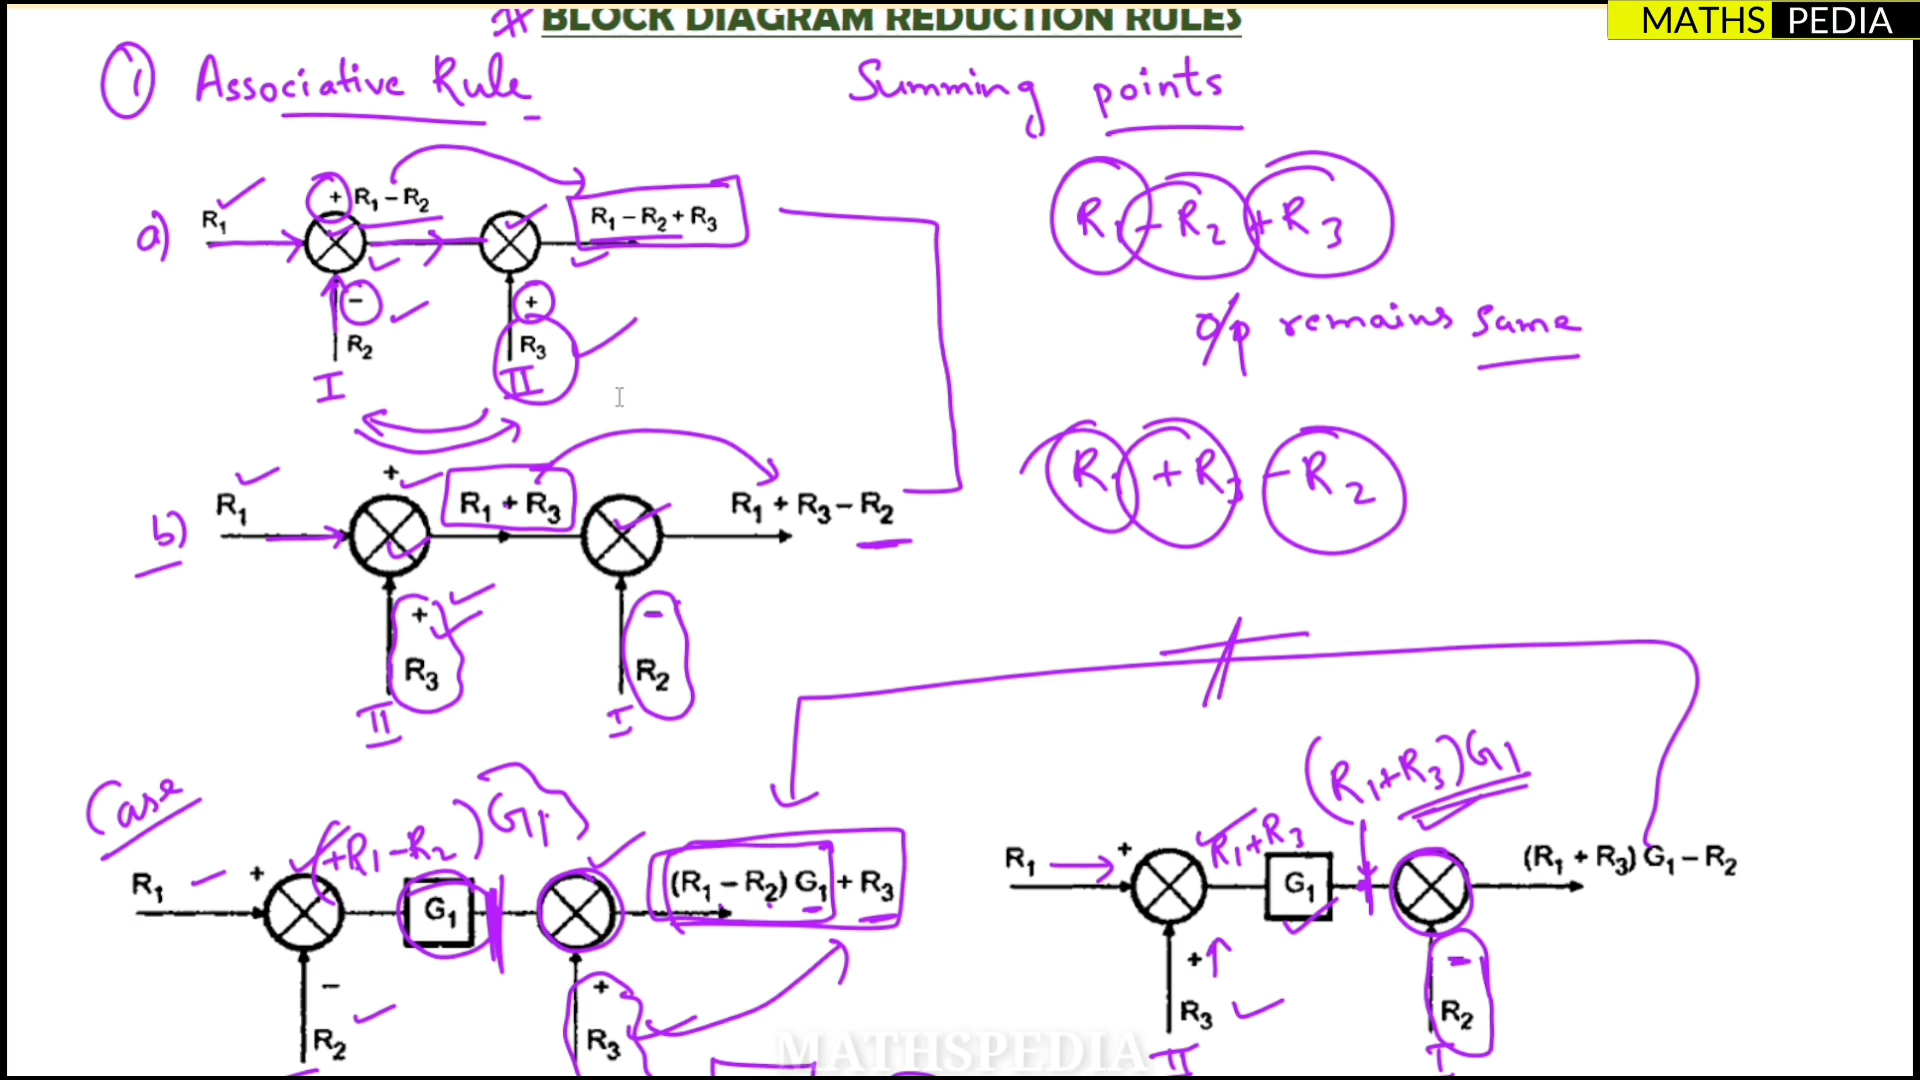 # BLOCK DIAGRAM REDUCTION RULES
MATHS PEDIA
① Associative Rule
Summing points
a)
R₁
+
R₁ – R₂
R₁ – R₂ + R₃
R₁ - R₂ + R₃
–
+
R₂
R₃
I
II
o/p remains same
b)
R₁
+
R₁ + R₃
R₁ + R₃ – R₂
R₁ + R₃ - R₂
+
–
R₃
R₂
II
I
Case
(+R₁-R₂)G₁
R₁
+
G₁
(R₁ – R₂) G₁ + R₃
–
+
R₂
R₃
(R₁+R₃)G₁
R₁
+
R₁+R₃
G₁
(R₁ + R₃) G₁ – R₂
+
–
R₃
R₂
II
I
MATHSPEDIA